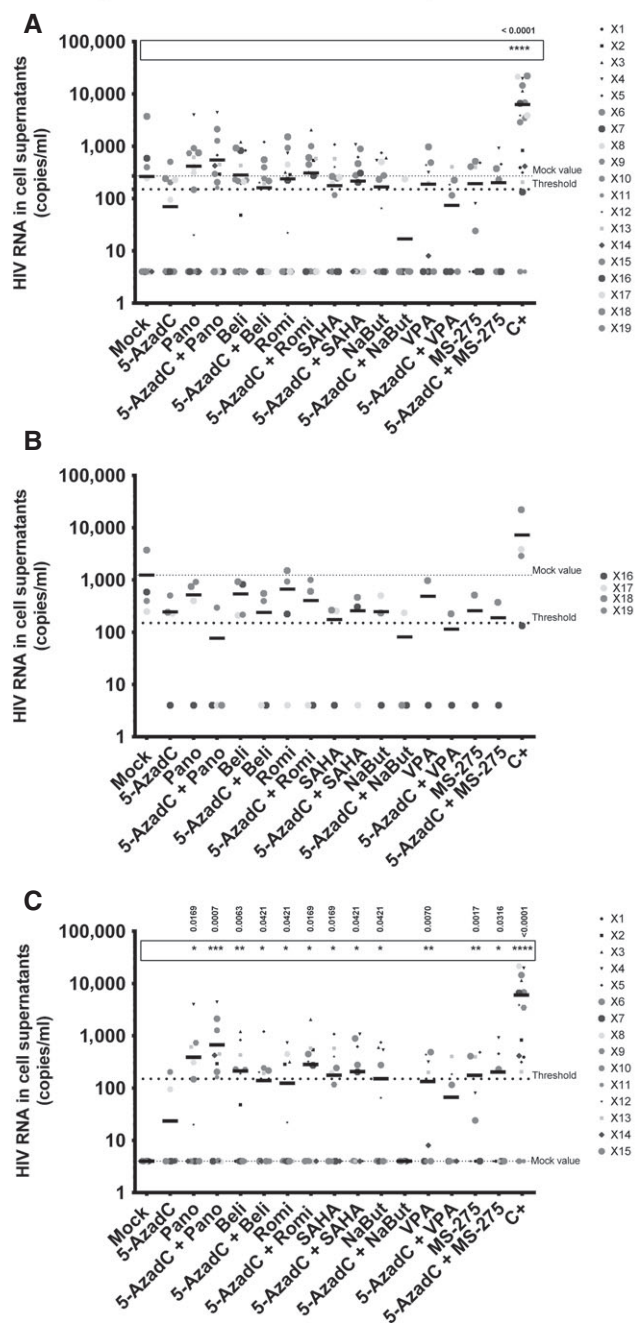 A
< 0.0001
****
100,000
10,000
1,000
100
10
1
HIV RNA in cell supernatants
(copies/ml)
Mock value
Threshold
Mock
5-AzadC
Pano
5-AzadC + Pano
Beli
5-AzadC + Beli
Romi
5-AzadC + Romi
SAHA
5-AzadC + SAHA
NaBut
5-AzadC + NaBut
VPA
5-AzadC + VPA
MS-275
5-AzadC + MS-275
C+
X1
X2
X3
X4
X5
X6
X7
X8
X9
X10
X11
X12
X13
X14
X15
X16
X17
X18
X19
B
100,000
10,000
1,000
100
10
1
HIV RNA in cell supernatants
(copies/ml)
Mock value
Threshold
Mock
5-AzadC
Pano
5-AzadC + Pano
Beli
5-AzadC + Beli
Romi
5-AzadC + Romi
SAHA
5-AzadC + SAHA
NaBut
5-AzadC + NaBut
VPA
5-AzadC + VPA
MS-275
5-AzadC + MS-275
C+
X16
X17
X18
X19
C
0.0169
0.0007
0.0063
0.0421
0.0421
0.0169
0.0169
0.0421
0.0421
0.0070
0.0017
0.0316
<0.0001
* *** ** * * * * * * ** ** * ****
100,000
10,000
1,000
100
10
1
HIV RNA in cell supernatants
(copies/ml)
Threshold
Mock value
Mock
5-AzadC
Pano
5-AzadC + Pano
Beli
5-AzadC + Beli
Romi
5-AzadC + Romi
SAHA
5-AzadC + SAHA
NaBut
5-AzadC + NaBut
VPA
5-AzadC + VPA
MS-275
5-AzadC + MS-275
C+
X1
X2
X3
X4
X5
X6
X7
X8
X9
X10
X11
X12
X13
X14
X15